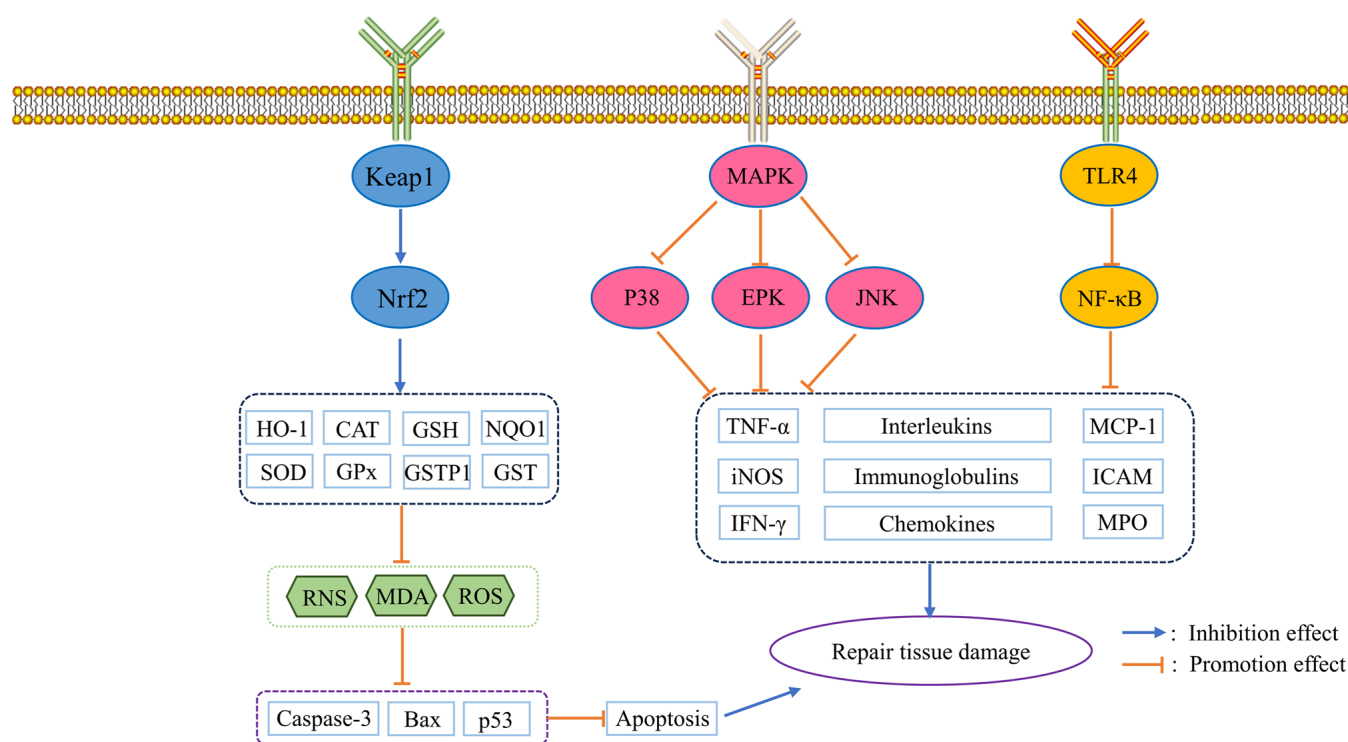 Keap1
MAPK
TLR4
Nrf2
P38
EPK
JNK
NF-κB
HO-1
CAT
GSH
NQO1
SOD
GPx
GSTP1
GST
TNF-α
Interleukins
MCP-1
iNOS
Immunoglobulins
ICAM
IFN-γ
Chemokines
MPO
RNS
MDA
ROS
Repair tissue damage
: Inhibition effect
: Promotion effect
Caspase-3
Bax
p53
Apoptosis